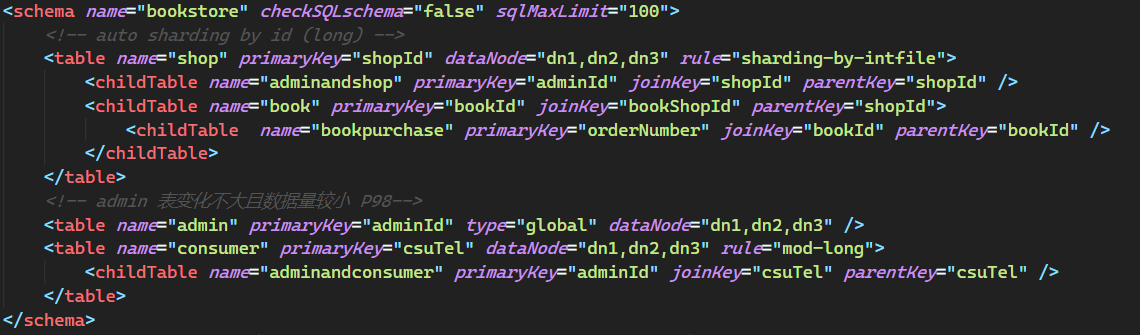 <schema name="bookstore" checkSQLschema="false" sqlMaxLimit="100">
<!-- auto sharding by id (long) -->
<table name="shop" primaryKey="shopId" dataNode="dn1,dn2,dn3" rule="sharding-by-intfile">
<childTable name="adminandshop" primaryKey="adminId" joinKey="shopId" parentKey="shopId" />
<childTable name="book" primaryKey="bookId" joinKey="bookShopId" parentKey="shopId">
<childTable  name="bookpurchase" primaryKey="orderNumber" joinKey="bookId" parentKey="bookId" />
</childTable>
</table>
<!-- admin 表变化不大且数据量较小 P98-->
<table name="admin" primaryKey="adminId" type="global" dataNode="dn1,dn2,dn3" />
<table name="consumer" primaryKey="csuTel" dataNode="dn1,dn2,dn3" rule="mod-long">
<childTable name="adminandconsumer" primaryKey="adminId" joinKey="csuTel" parentKey="csuTel" />
</table>
</schema>